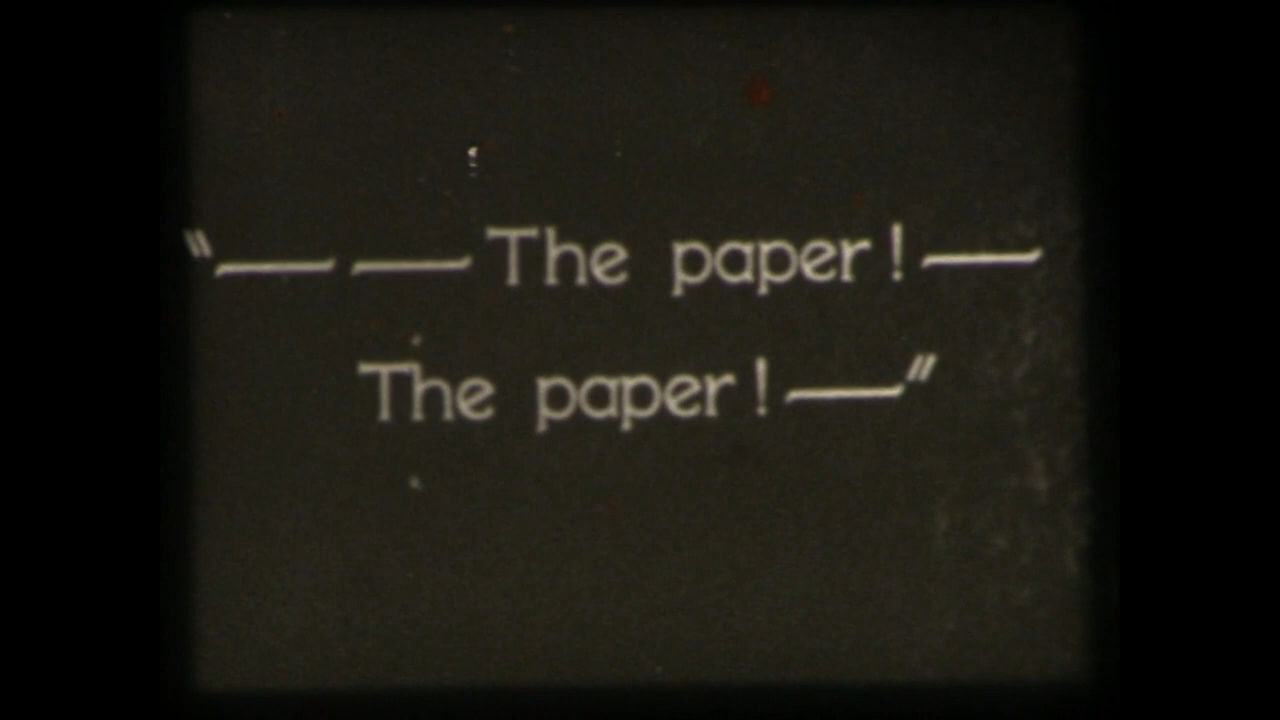 "— — The paper! —
The paper! —"